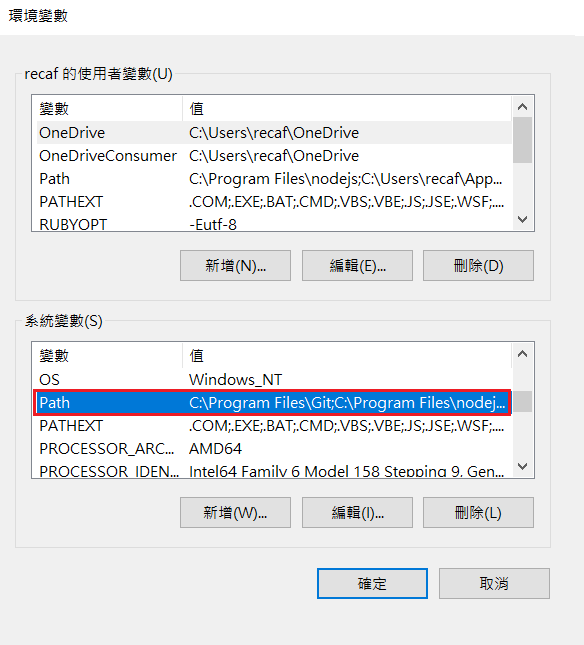 環境變數
recaf 的使用者變數(U)
變數 值
OneDrive C:\Users\recaf\OneDrive
OneDriveConsumer C:\Users\recaf\OneDrive
Path C:\Program Files\nodejs;C:\Users\recaf\App...
PATHEXT .COM;.EXE;.BAT;.CMD;.VBS;.VBE;.JS;.JSE;.WSF;....
RUBYOPT -Eutf-8
新增(N)... 編輯(E)... 刪除(D)
系統變數(S)
變數 值
OS Windows_NT
Path C:\Program Files\Git;C:\Program Files\nodej...
PATHEXT .COM;.EXE;.BAT;.CMD;.VBS;.VBE;.JS;.JSE;.WSF;....
PROCESSOR_ARC... AMD64
PROCESSOR_IDEN... Intel64 Family 6 Model 158 Stepping 9, Gen...
新增(W)... 編輯(I)... 刪除(L)
確定 取消